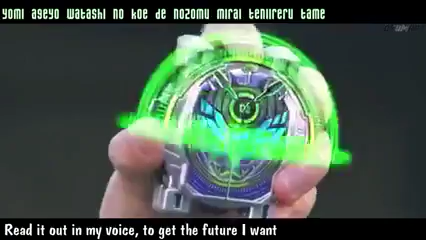 yomi ageyo watashi no koe de nozomu mirai teniireru tame
Read it out in my voice, to get the future I want